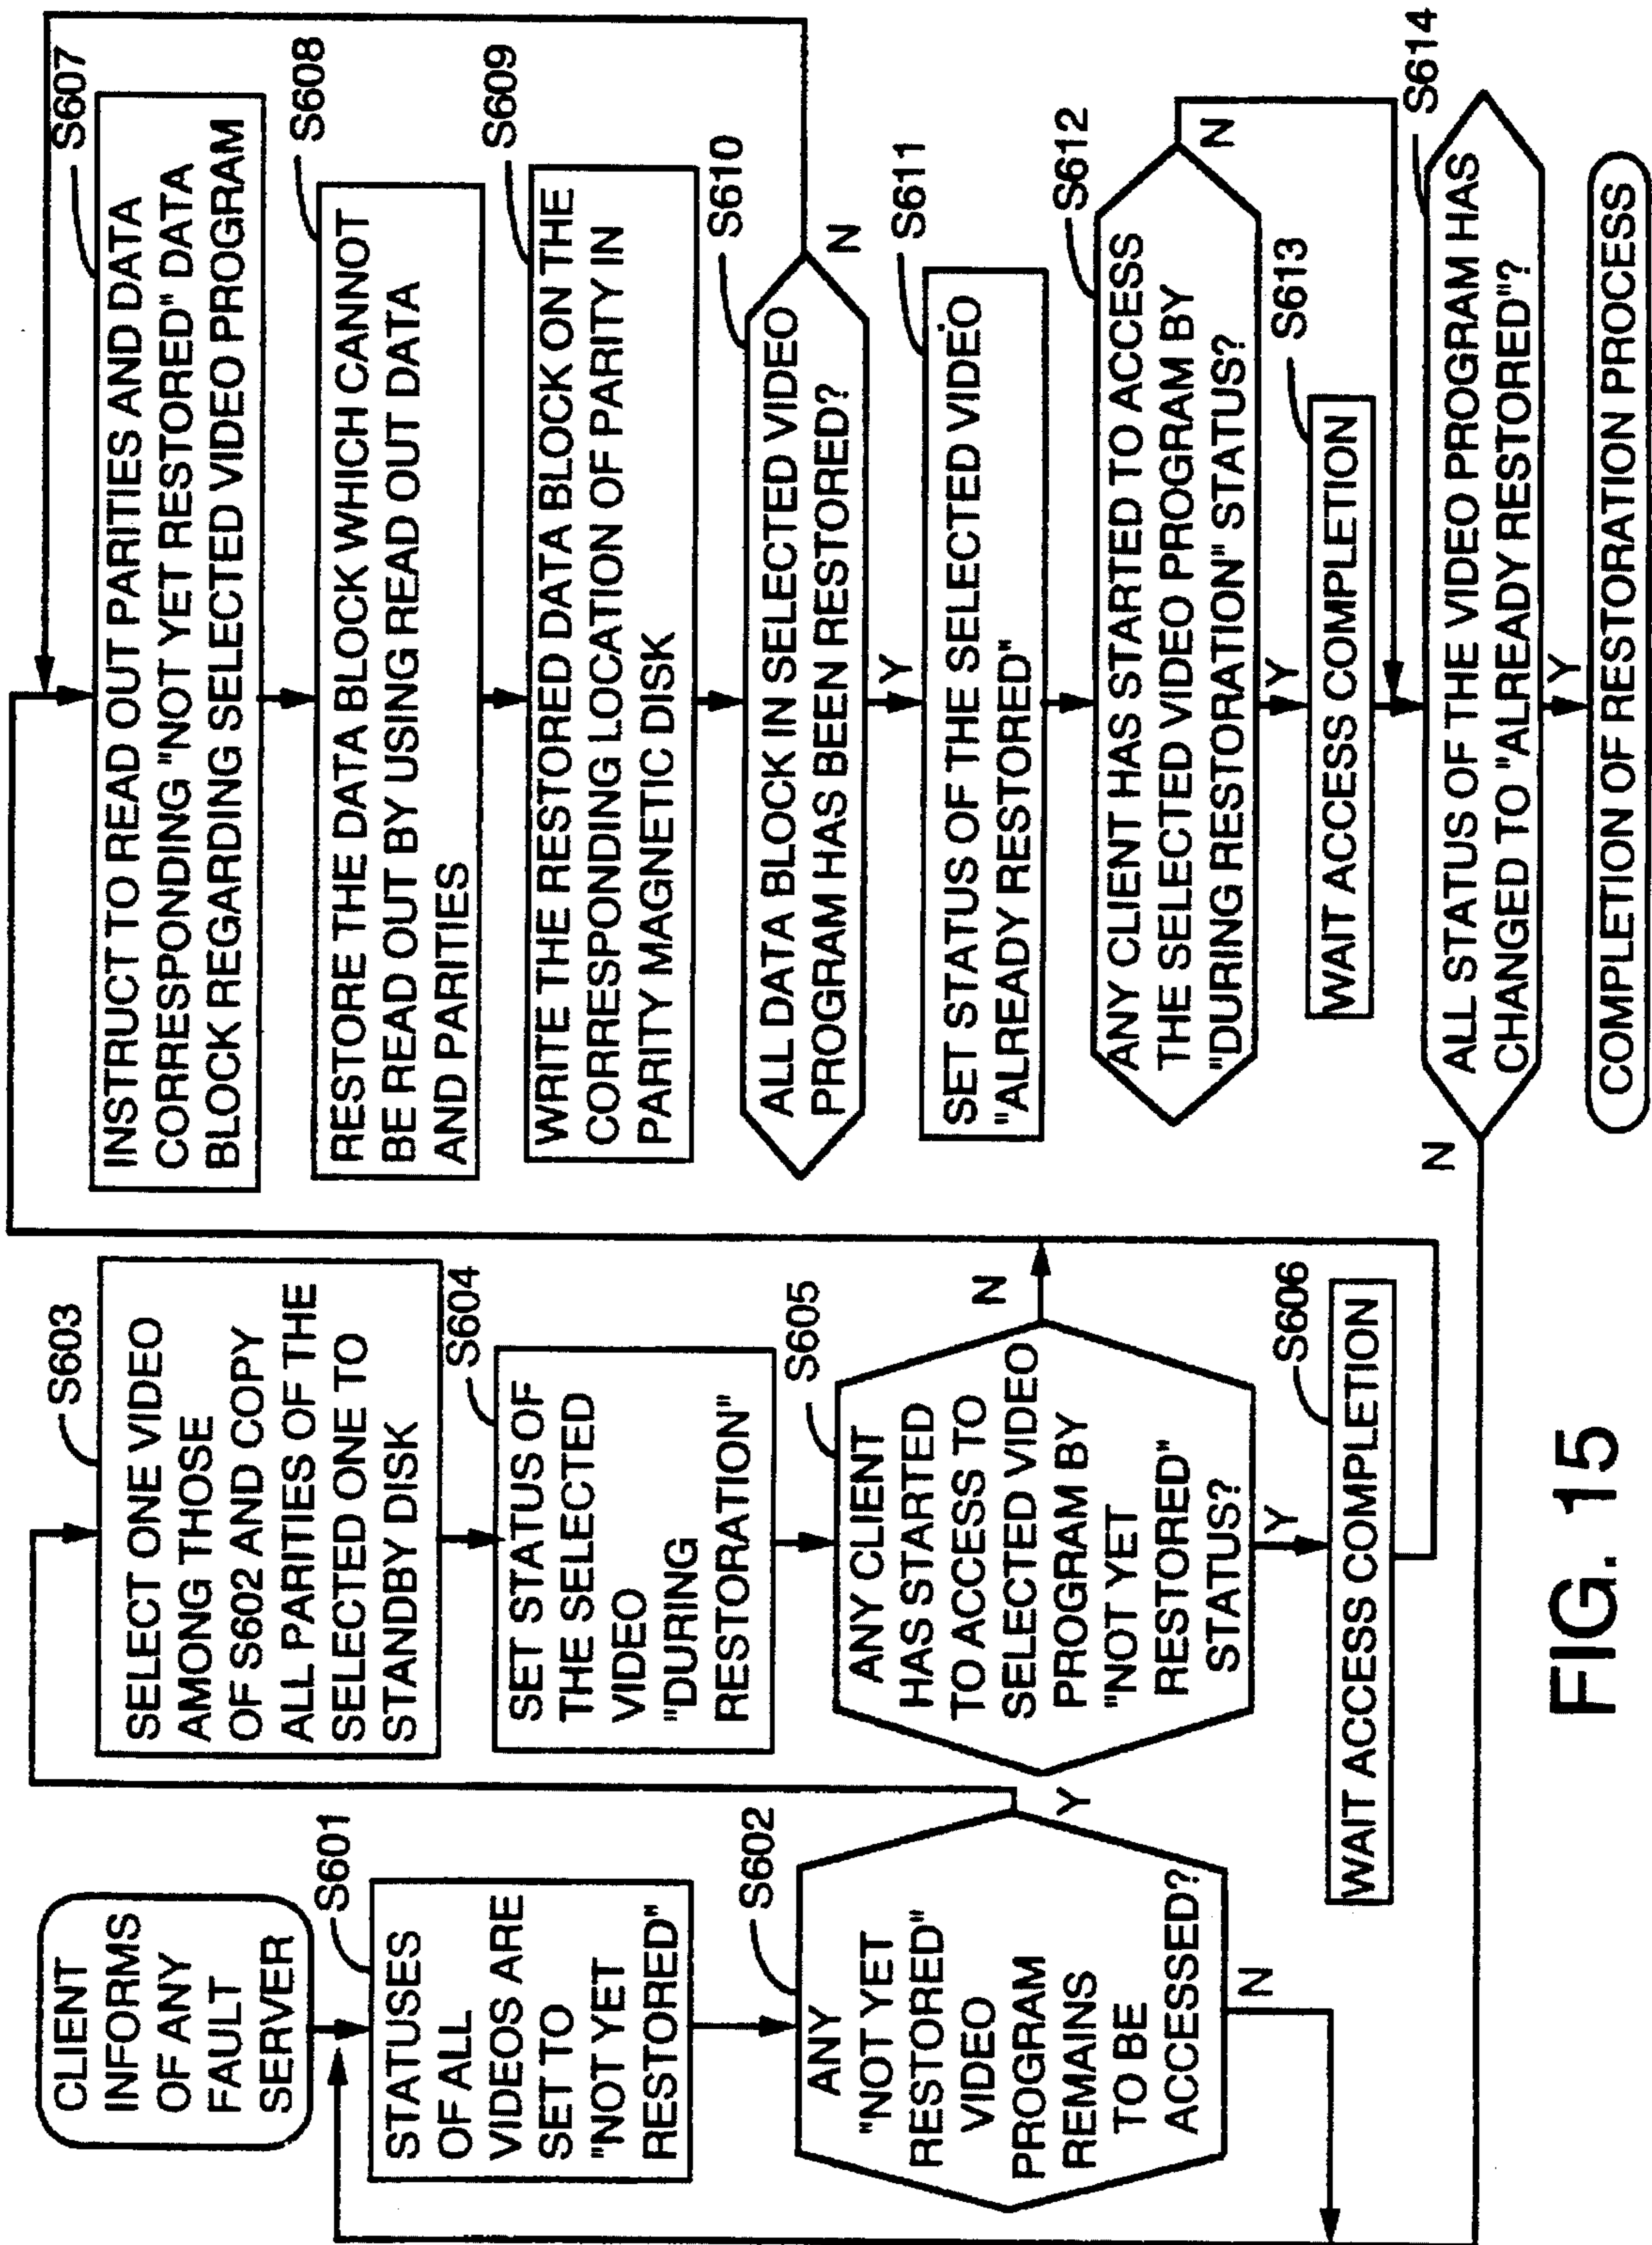 CLIENT
INFORMS
OF ANY
FAULT
SERVER
S601
STATUSES
OF ALL
VIDEOS ARE
SET TO
"NOT YET
RESTORED"
S602
ANY
"NOT YET
RESTORED"
VIDEO
PROGRAM
REMAINS
TO BE
ACCESSED?
Y
N
S603
SELECT ONE VIDEO
AMONG THOSE
OF S602 AND COPY
ALL PARITIES OF THE
SELECTED ONE TO
STANDBY DISK
S604
SET STATUS OF
THE SELECTED
VIDEO
"DURING
RESTORATION"
S605
ANY CLIENT
HAS STARTED
TO ACCESS TO
SELECTED VIDEO
PROGRAM BY
"NOT YET
RESTORED"
STATUS?
N
Y
S606
WAIT ACCESS COMPLETION
S607
INSTRUCT TO READ OUT PARITIES AND DATA
CORRESPONDING "NOT YET RESTORED" DATA
BLOCK REGARDING SELECTED VIDEO PROGRAM
S608
RESTORE THE DATA BLOCK WHICH CANNOT
BE READ OUT BY USING READ OUT DATA
AND PARITIES
S609
WRITE THE RESTORED DATA BLOCK ON THE
CORRESPONDING LOCATION OF PARITY IN
PARITY MAGNETIC DISK
S610
ALL DATA BLOCK IN SELECTED VIDEO
PROGRAM HAS BEEN RESTORED?
N
Y
S611
SET STATUS OF THE SELECTED VIDEO
"ALREADY RESTORED"
S612
ANY CLIENT HAS STARTED TO ACCESS
THE SELECTED VIDEO PROGRAM BY
"DURING RESTORATION" STATUS?
N
Y
S613
WAIT ACCESS COMPLETION
S614
ALL STATUS OF THE VIDEO PROGRAM HAS
CHANGED TO "ALREADY RESTORED"?
N
Y
COMPLETION OF RESTORATION PROCESS
FIG. 15